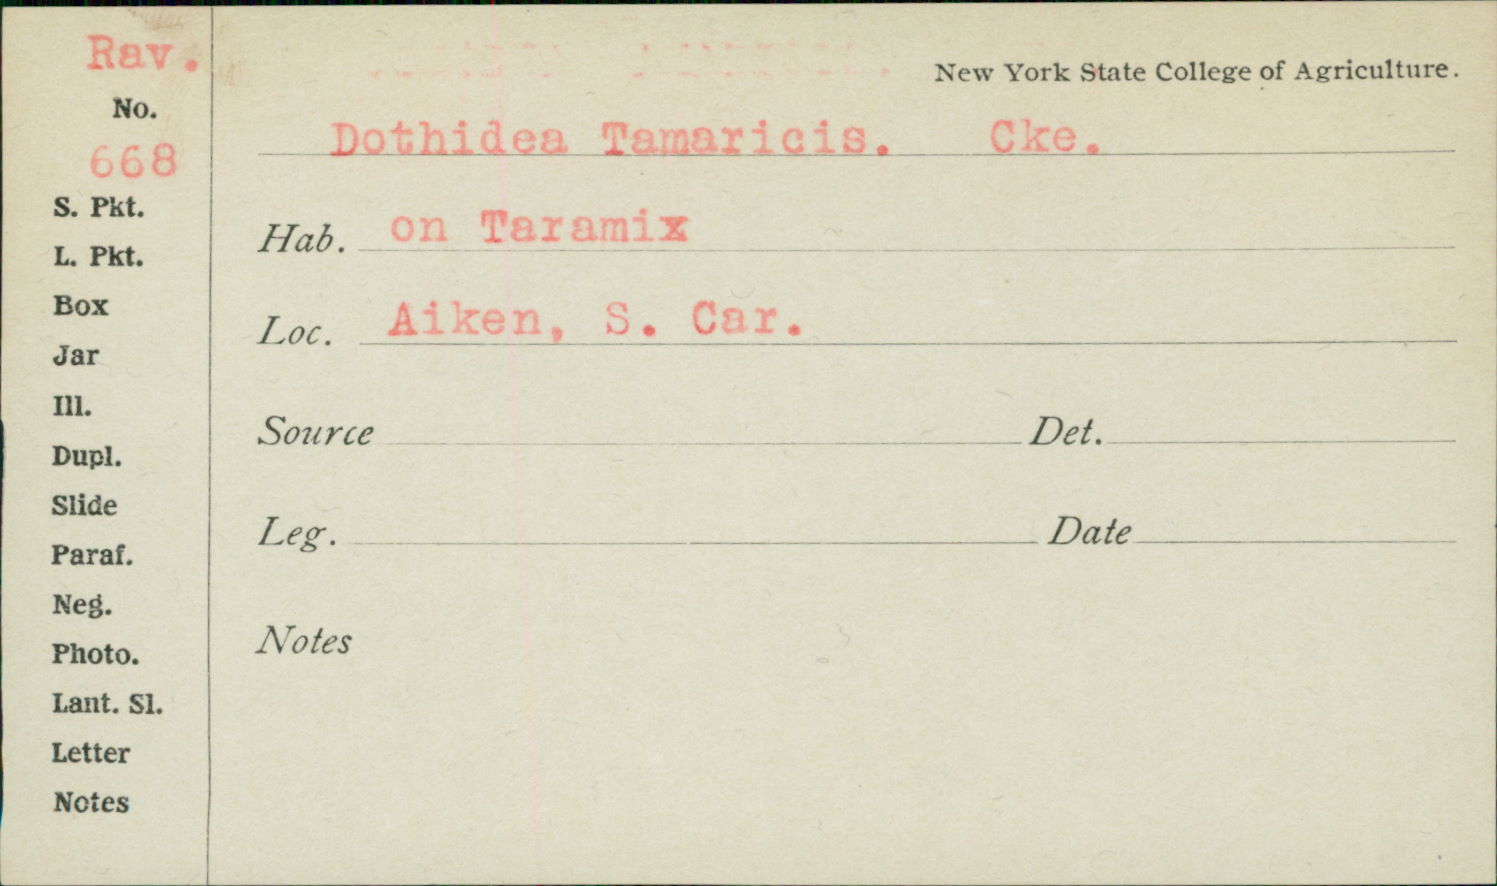 Rav.
No.
668
S. Pkt.
L. Pkt.
Box
Jar
Ill.
Dupl.
Slide
Paraf.
Neg.
Photo.
Lant. Sl.
Letter
Notes
New York State College of Agriculture.
Dothidea Tamaricis. Cke.
Hab. on Taramix
Loc. Aiken, S. Car.
Source Det.
Leg. Date
Notes